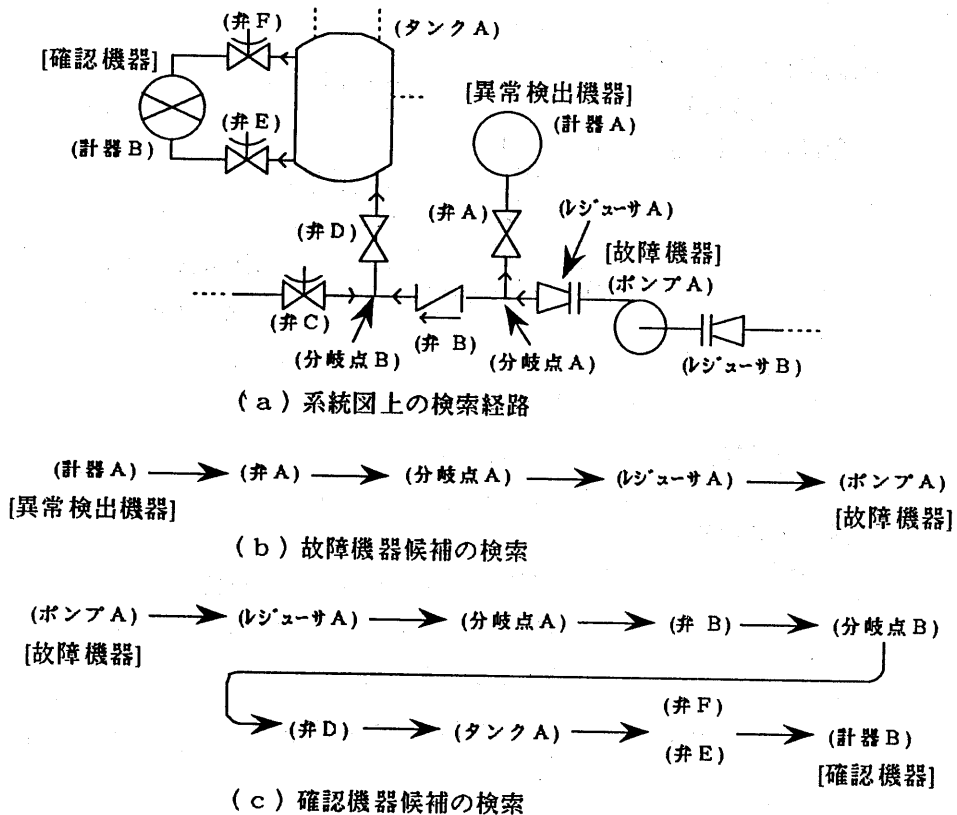 (弁F)
(タンクA)
[確認機器]
[異常検出機器]
(計器A)
(弁E)
(計器B)
(弁A)
(レジューサA)
(弁D)
[故障機器]
(ポンプA)
(弁C)
(弁 B)
(分岐点B)
(分岐点A)
(レジューサB)
(a)系統図上の検索経路
(計器A) (弁A) (分岐点A) (レジューサA) (ポンプA)
[異常検出機器] [故障機器]
(b)故障機器候補の検索
(ポンプA) (レジューサA) (分岐点A) (弁 B) (分岐点B)
[故障機器]
(弁F)
(弁D) (タンクA) (計器B)
(弁E)
[確認機器]
(c)確認機器候補の検索